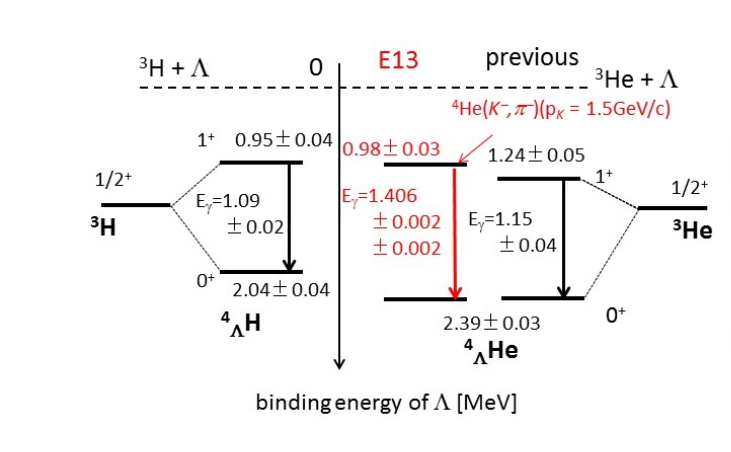 ³H + Λ
0
E13
previous
³He + Λ
⁴He(K⁻, π⁻)(pK = 1.5GeV/c)
1⁺ 0.95±0.04
0.98±0.03
1.24±0.05
1⁺
1/2⁺
Eγ=1.09
±0.02
³H
Eγ=1.406
±0.002
±0.002
Eγ=1.15
±0.04
1/2⁺
³He
0⁺
2.04±0.04
⁴ΛH
2.39±0.03
⁴ΛHe
0⁺
binding energy of Λ [MeV]